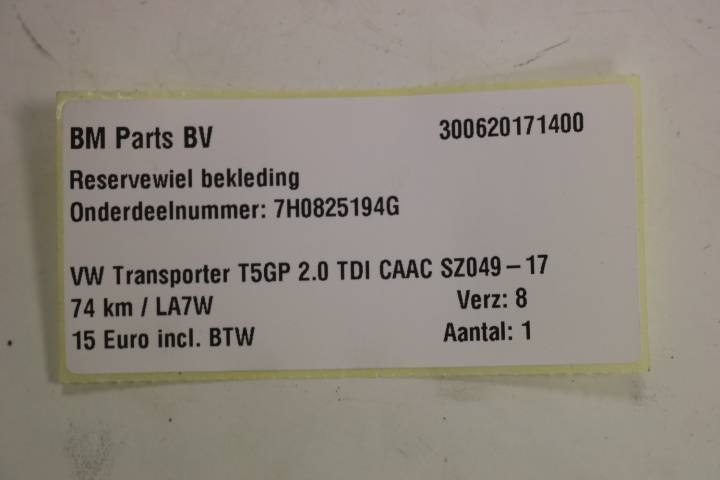 BM Parts BV 300620171400
Reservewiel bekleding
Onderdeelnummer: 7H0825194G
VW Transporter T5GP 2.0 TDI CAAC SZ049-17
74 km / LA7W Verz: 8
15 Euro incl. BTW Aantal: 1